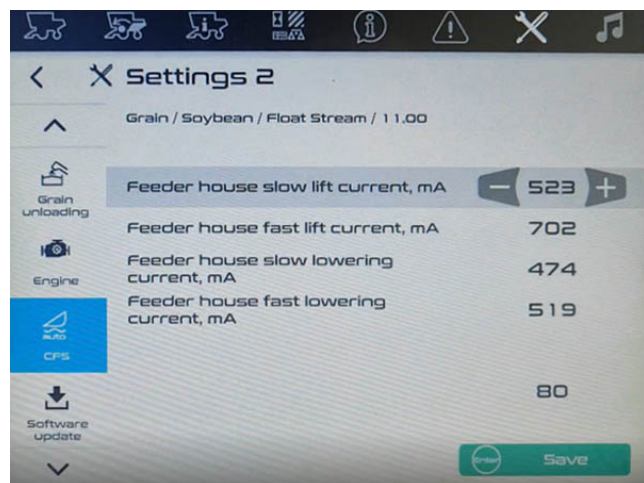 Settings 2
Grain / Soybean / Float Stream / 11.00
Feeder house slow lift current, mA
523
Feeder house fast lift current, mA
702
Feeder house slow lowering
current, mA
474
Feeder house fast lowering
current, mA
519
80
Grain
unloading
Engine
AUTO
CFS
Software
update
Enter
Save